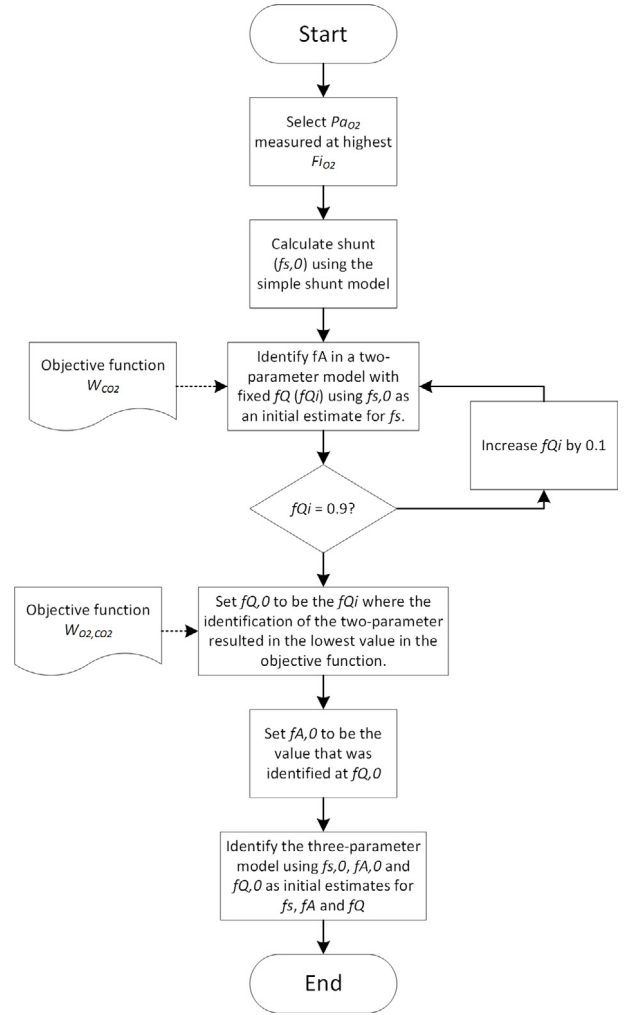 Start
Select PaO2
measured at highest
FiO2
Calculate shunt
(fs,0) using the
simple shunt model
Objective function
WCO2
Identify fA in a two-
parameter model with
fixed fQ (fQi) using fs,0 as
an initial estimate for fs.
Increase fQi by 0.1
fQi = 0.9?
Objective function
WO2,CO2
Set fQ,0 to be the fQi where the
identification of the two-parameter
resulted in the lowest value in the
objective function.
Set fA,0 to be the
value that was
identified at fQ,0
Identify the three-parameter
model using fs,0, fA,0 and
fQ,0 as initial estimates for
fs, fA and fQ
End